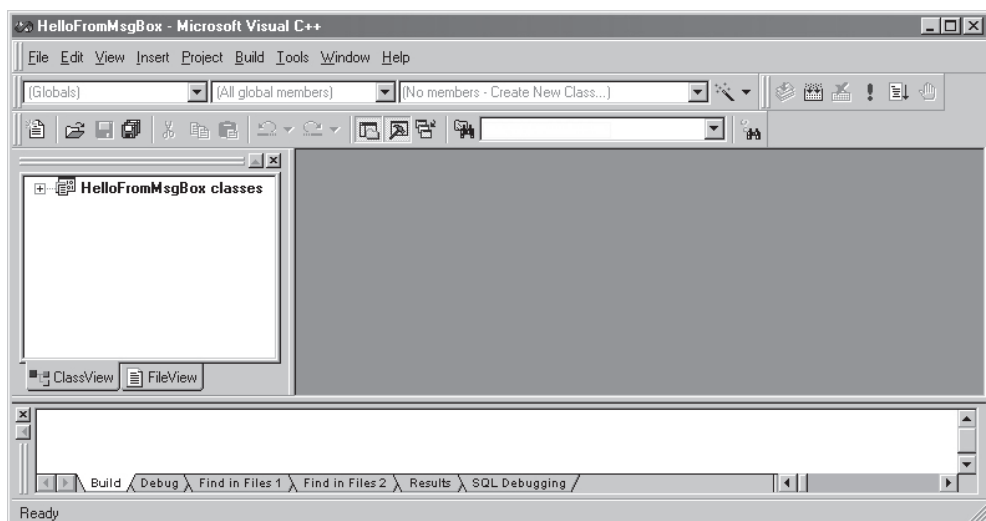 HelloFromMsgBox - Microsoft Visual C++
File Edit View Insert Project Build Tools Window Help
(Globals) (All global members) (No members - Create New Class...)
HelloFromMsgBox classes
ClassView FileView
Build Debug Find in Files 1 Find in Files 2 Results SQL Debugging
Ready